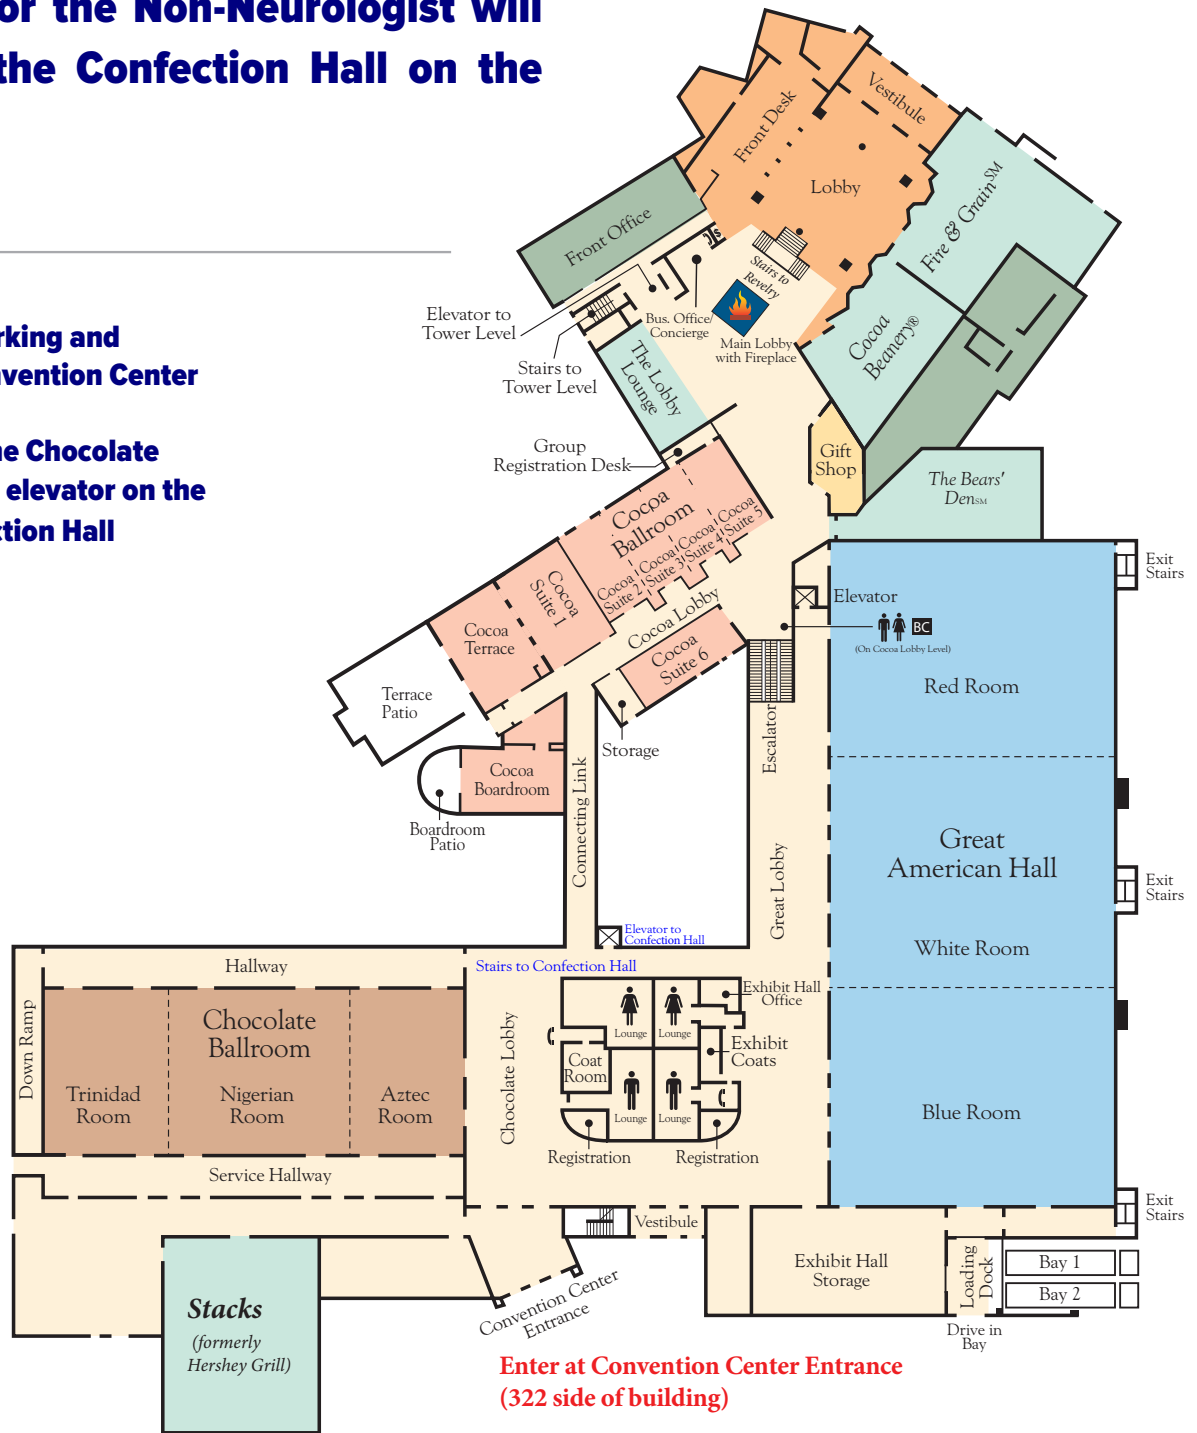 or the Non-Neurologist will
the Confection Hall on the
rking and
nvention Center
he Chocolate
elevator on the
ction Hall
Vestibule
Front Desk
Lobby
Fire & Grain℠
Front Office
Stairs to
Revelry
Elevator to
Tower Level
Bus. Office/
Concierge
Main Lobby
with Fireplace
Cocoa
Beanery®
Stairs to
Tower Level
The Lobby
Lounge
Group
Registration Desk
Gift
Shop
The Bears'
Den℠
Cocoa
Ballroom
Cocoa
Suite 1
Cocoa
Suite 2
Cocoa
Suite 3
Cocoa
Suite 4
Cocoa
Suite 5
Exit
Stairs
Elevator
BC
(On Cocoa Lobby Level)
Cocoa Lobby
Cocoa
Terrace
Cocoa
Suite 6
Terrace
Patio
Red Room
Storage
Escalator
Cocoa
Boardroom
Boardroom
Patio
Connecting Link
Great Lobby
Great
American Hall
Exit
Stairs
White Room
Elevator to
Confection Hall
Stairs to Confection Hall
Hallway
Down Ramp
Chocolate
Ballroom
Trinidad
Room
Nigerian
Room
Aztec
Room
Chocolate Lobby
Exhibit Hall
Office
Lounge
Lounge
Exhibit
Coats
Coat
Room
Lounge
Lounge
Registration
Registration
Blue Room
Service Hallway
Exit
Stairs
Vestibule
Exhibit Hall
Storage
Loading
Dock
Bay 1
Bay 2
Drive in
Bay
Stacks
(formerly
Hershey Grill)
Convention Center
Entrance
Enter at Convention Center Entrance
(322 side of building)